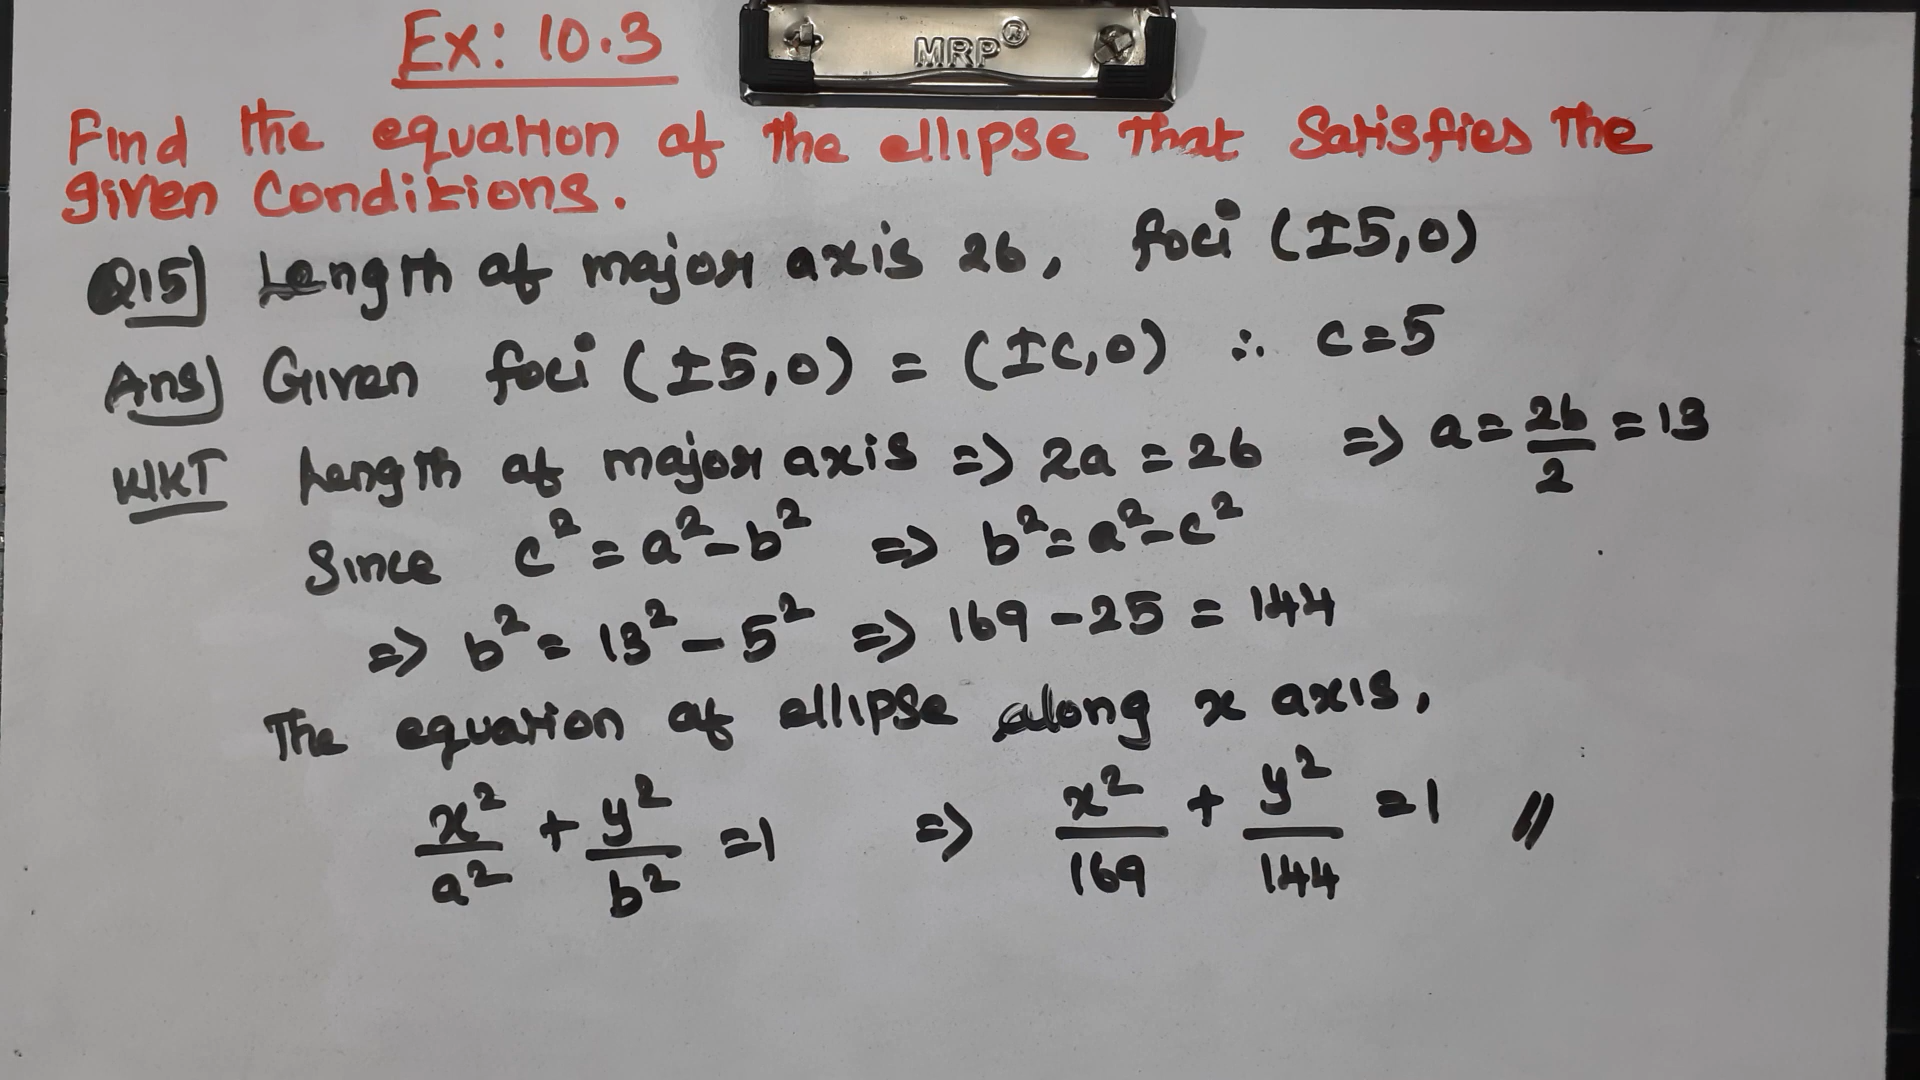 Ex: 10.3
MRP®
Find the equation of the ellipse that satisfies the
given conditions.
Q15] Length of major axis 26, foci (±5,0)
Ans] Given foci (±5,0) = (±c,0) ∴ c=5
WKT Length of major axis => 2a = 26 => a = 26/2 = 13
Since c² = a²-b² => b² = a²-c²
=> b² = 13² - 5² => 169 - 25 = 144
The equation of ellipse along x axis,
x²/a² + y²/b² = 1 => x²/169 + y²/144 = 1 //